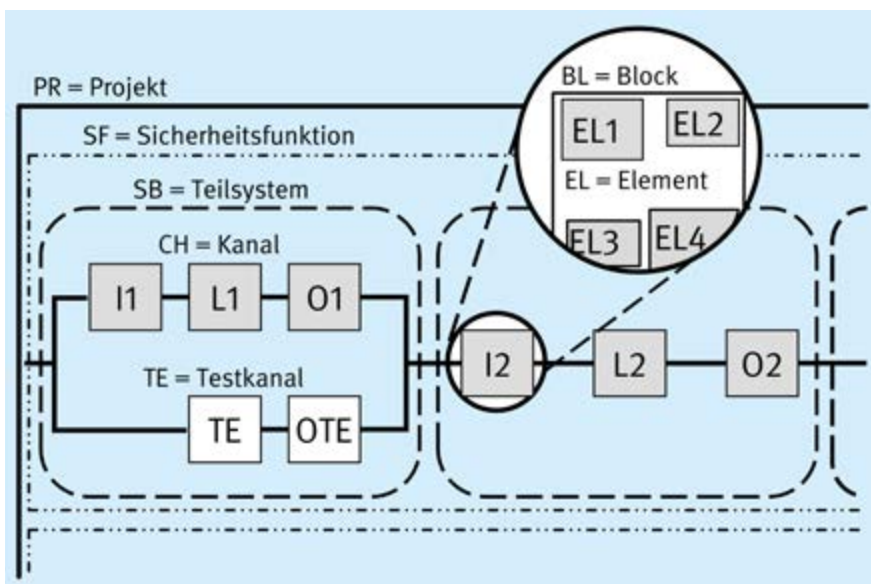 PR = Projekt
SF = Sicherheitsfunktion
SB = Teilsystem
CH = Kanal
I1 L1 O1
TE = Testkanal
TE OTE
BL = Block
EL1 EL2
EL = Element
EL3 EL4
I2 L2 O2